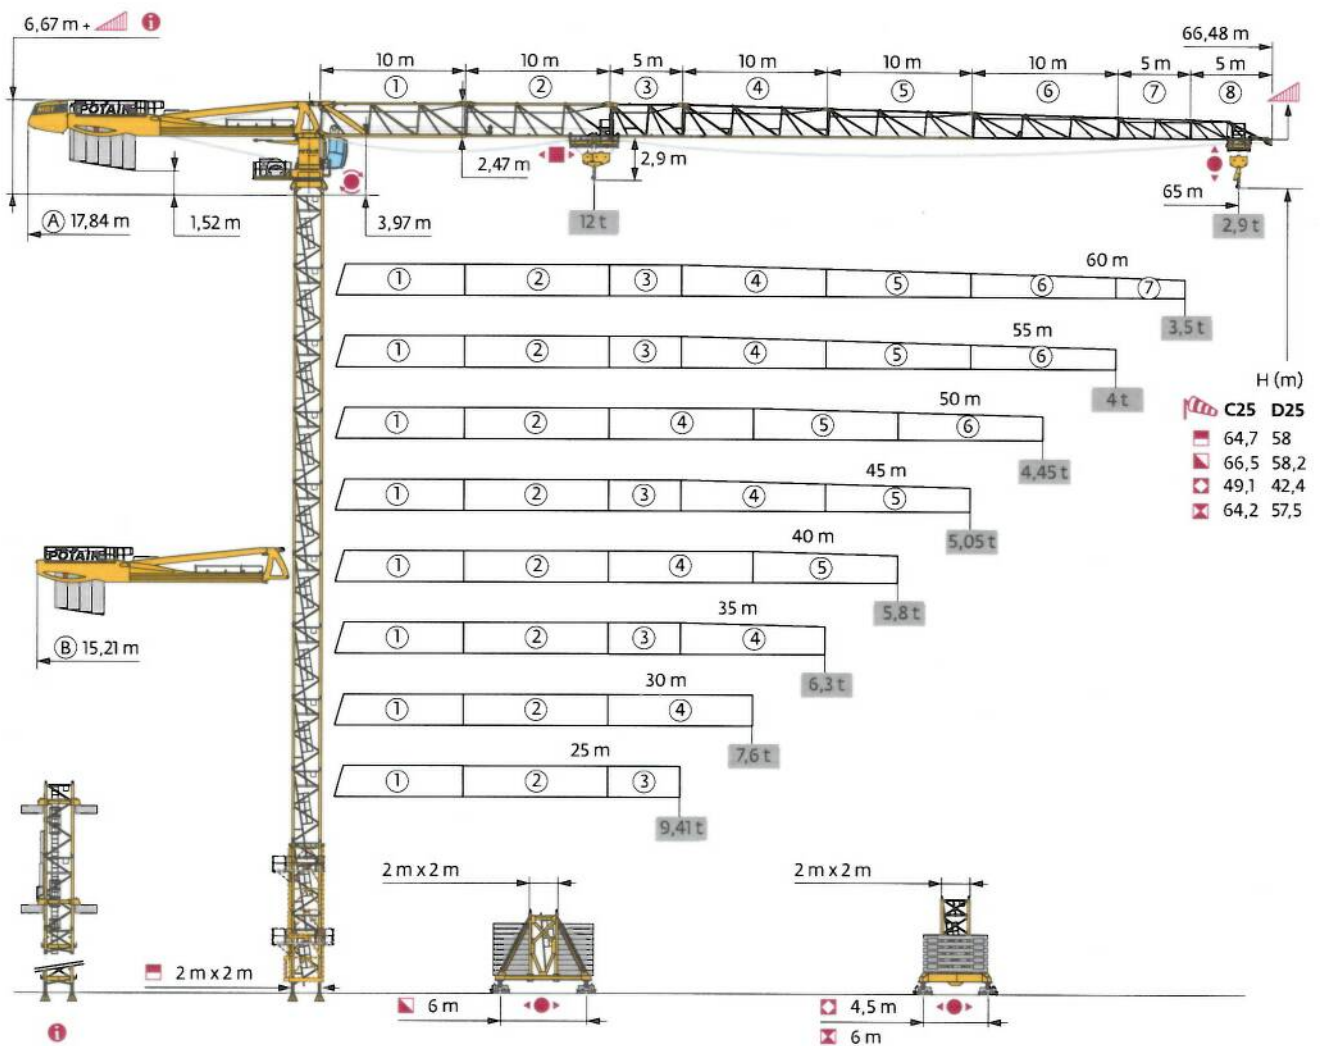 6,67 m +
i
66,48 m
10 m 10 m 5 m 10 m 10 m 10 m 5 m 5 m
1 2 3 4 5 6 7 8
POTAIN
2,47 m
2,9 m
65 m
A 17,84 m
1,52 m
3,97 m
12 t
2,9 t
60 m
1 2 3 4 5 6 7
3,5 t
55 m
1 2 3 4 5 6
4 t
H (m)
50 m
C25 D25
1 2 4 5 6
64,7 58
4,45 t
66,5 58,2
45 m
49,1 42,4
1 2 3 4 5
64,2 57,5
5,05 t
40 m
POTAIN
1 2 4 5
5,8 t
35 m
1 2 3 4
B 15,21 m
6,3 t
30 m
1 2 4
7,6 t
25 m
1 2 3
9,41 t
2 m x 2 m
2 m x 2 m
2 m x 2 m
6 m
4,5 m
i
6 m